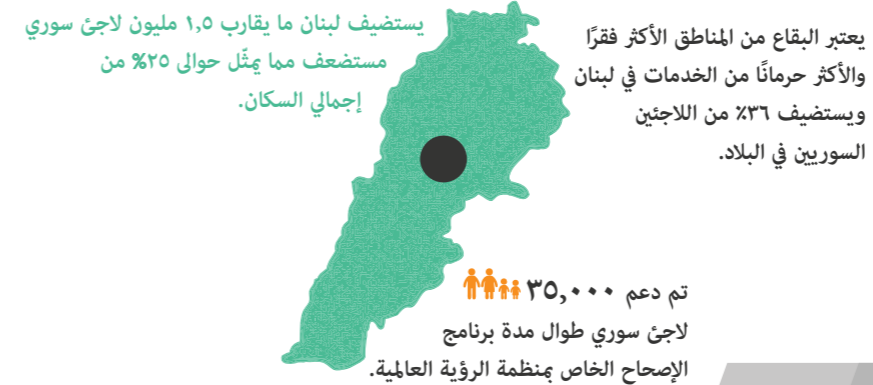 يعتبر البقاع من المناطق الأكثر فقرًا
والأكثر حرمانًا من الخدمات في لبنان
ويستضيف ٣٦٪ من اللاجئين
السوريين في البلاد.
يستضيف لبنان ما يقارب ١,٥ مليون لاجئ سوري
مستضعف مما يمثّل حوالى ٢٥% من
إجمالي السكان.
تم دعم ٣٥,٠٠٠
لاجئ سوري طوال مدة برنامج
الإصحاح الخاص بمنظمة الرؤية العالمية.